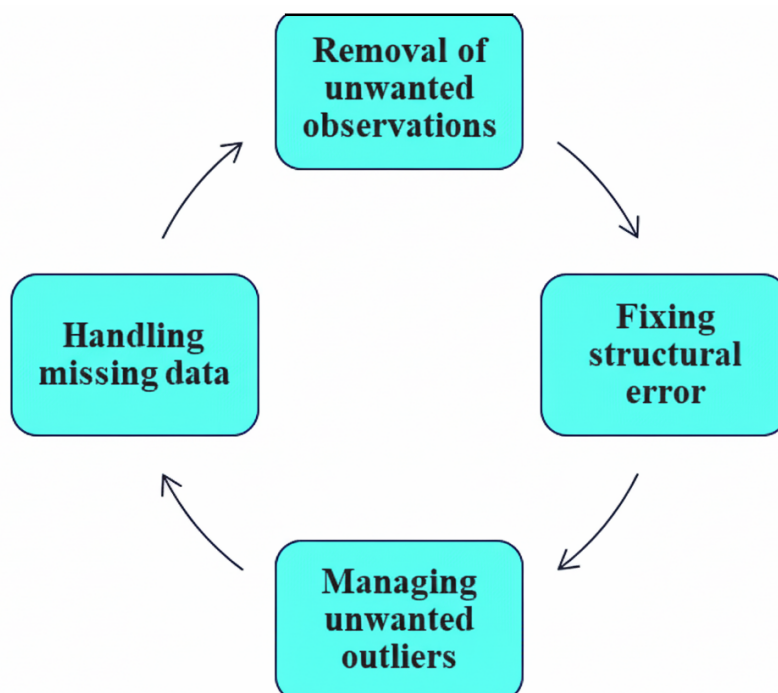 Removal of
unwanted
observations
Fixing
structural
error
Managing
unwanted
outliers
Handling
missing data